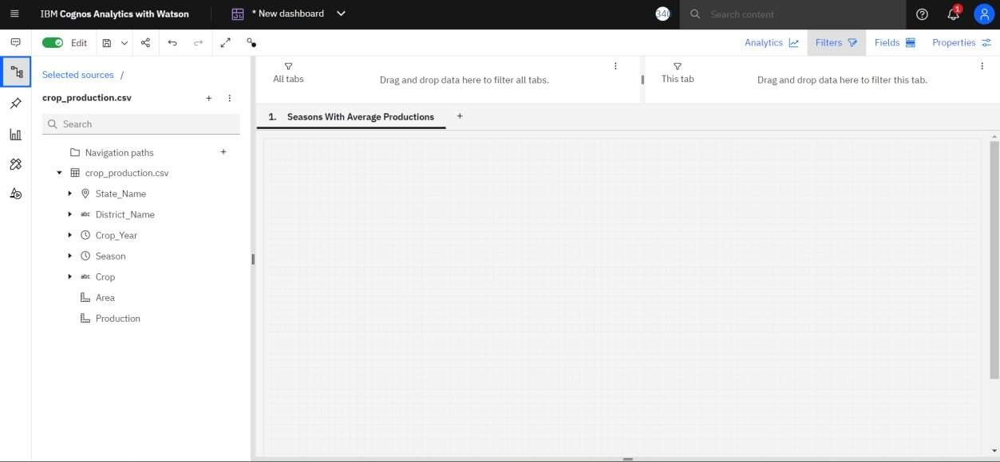 IBM Cognos Analytics with Watson
* New dashboard
340
Search content
1
Edit
Analytics
Filters
Fields
Properties
Selected sources /
crop_production.csv
Search
Navigation paths
crop_production.csv
State_Name
abc District_Name
Crop_Year
Season
abc Crop
Area
Production
All tabs
Drag and drop data here to filter all tabs.
This tab
Drag and drop data here to filter this tab.
1. Seasons With Average Productions